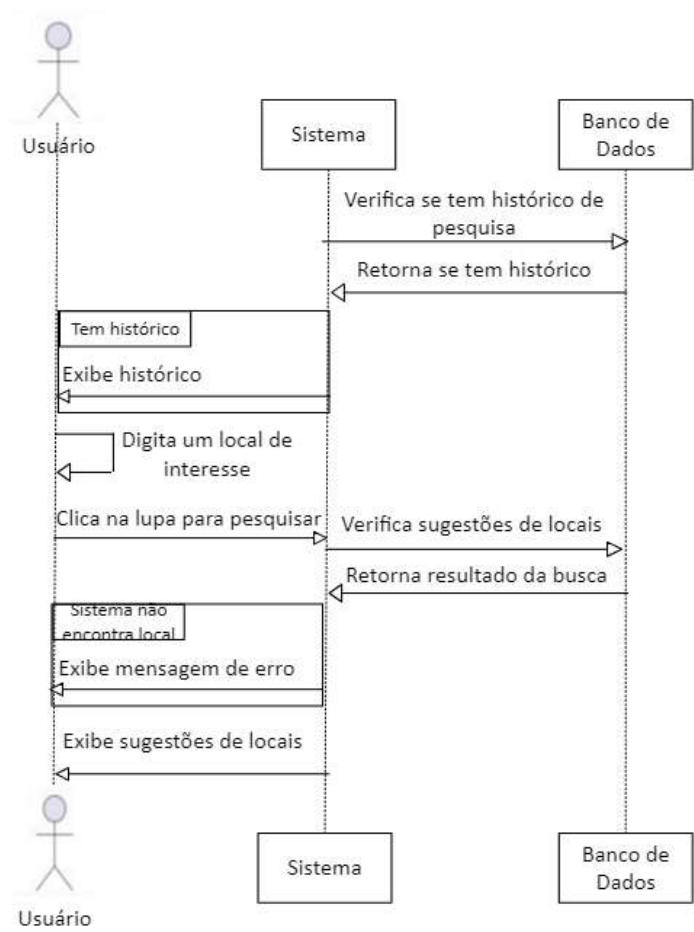 Usuário
Sistema
Banco de
Dados
Verifica se tem histórico de
pesquisa
Retorna se tem histórico
Tem histórico
Exibe histórico
Digita um local de
interesse
Clica na lupa para pesquisar
Verifica sugestões de locais
Retorna resultado da busca
Sistema não
encontra local
Exibe mensagem de erro
Exibe sugestões de locais
Usuário
Sistema
Banco de
Dados